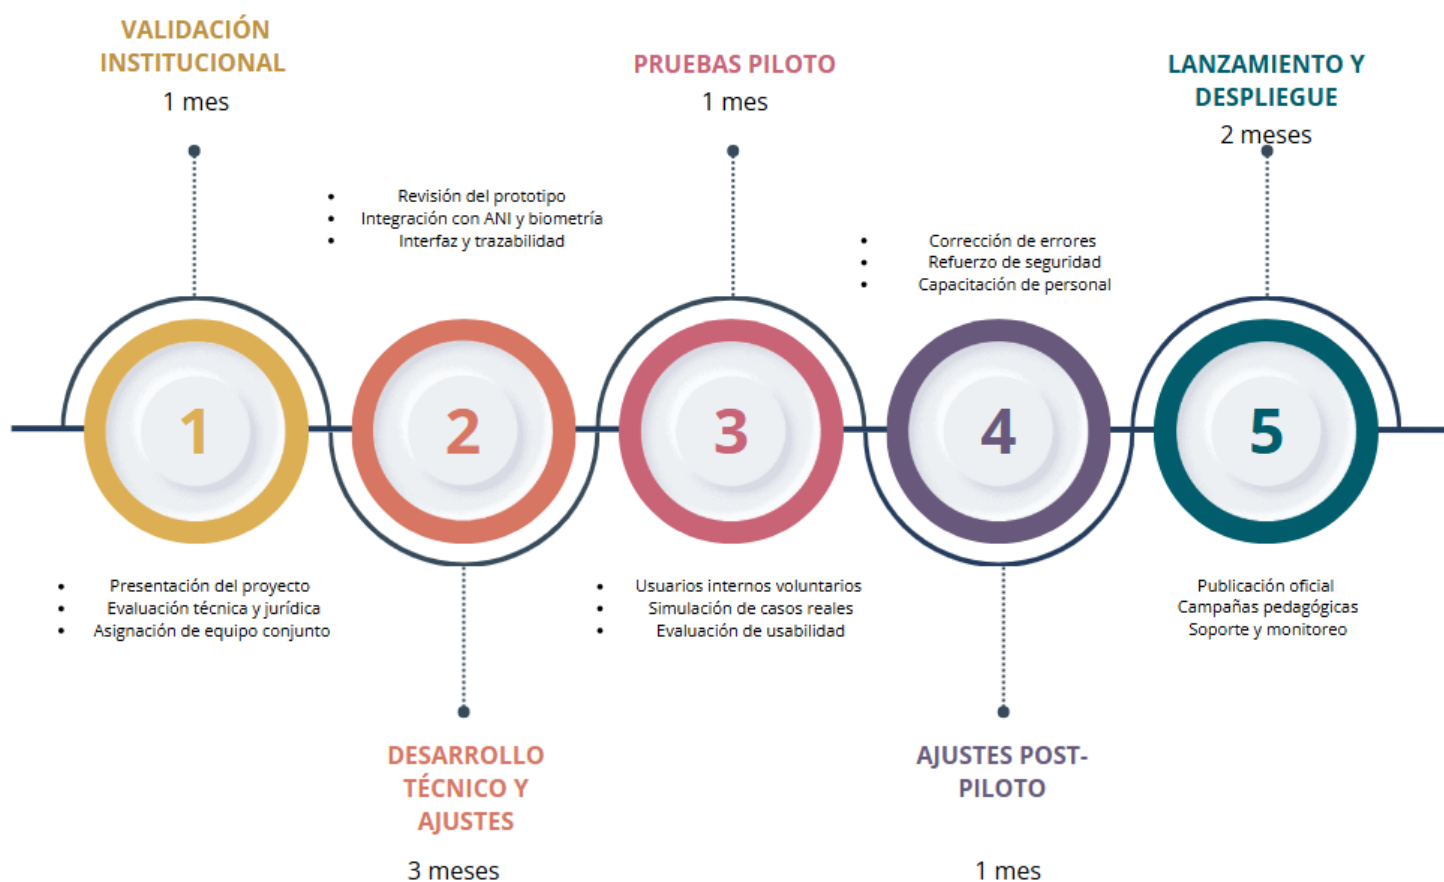 VALIDACIÓN
INSTITUCIONAL
1 mes
1
• Presentación del proyecto
• Evaluación técnica y jurídica
• Asignación de equipo conjunto
• Revisión del prototipo
• Integración con ANI y biometría
• Interfaz y trazabilidad
2
DESARROLLO
TÉCNICO Y
AJUSTES
3 meses
PRUEBAS PILOTO
1 mes
3
• Usuarios internos voluntarios
• Simulación de casos reales
• Evaluación de usabilidad
• Corrección de errores
• Refuerzo de seguridad
• Capacitación de personal
4
AJUSTES POST-
PILOTO
1 mes
LANZAMIENTO Y
DESPLIEGUE
2 meses
5
Publicación oficial
Campañas pedagógicas
Soporte y monitoreo